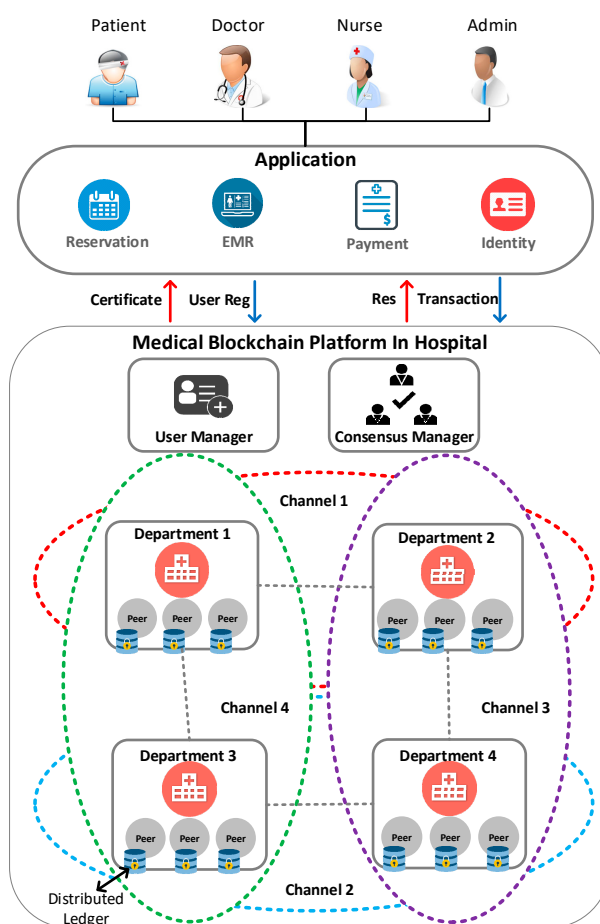 Patient
Doctor
Nurse
Admin
Application
Reservation
EMR
Payment
Identity
Certificate
User Reg
Res
Transaction
Medical Blockchain Platform In Hospital
User Manager
Consensus Manager
Channel 1
Department 1
Peer
Peer
Peer
Department 2
Peer
Peer
Peer
Channel 4
Channel 3
Department 3
Peer
Peer
Peer
Department 4
Peer
Peer
Peer
Distributed
Ledger
Channel 2